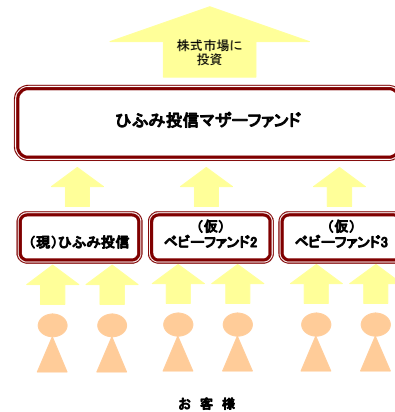 株式市場に
投資
ひふみ投信マザーファンド
(現)ひふみ投信
(仮)
ベビーファンド2
(仮)
ベビーファンド3
お 客 様